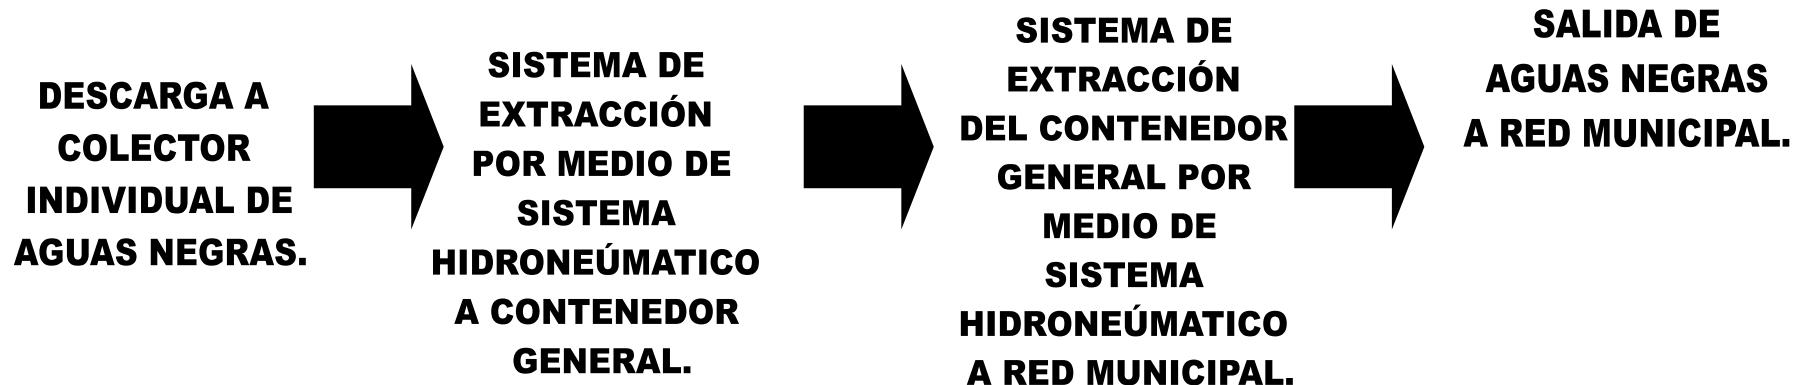 DESCARGA A
COLECTOR
INDIVIDUAL DE
AGUAS NEGRAS.
SISTEMA DE
EXTRACCIÓN
POR MEDIO DE
SISTEMA
HIDRONEÚMATICO
A CONTENEDOR
GENERAL.
SISTEMA DE
EXTRACCIÓN
DEL CONTENEDOR
GENERAL POR
MEDIO DE
SISTEMA
HIDRONEÚMATICO
A RED MUNICIPAL.
SALIDA DE
AGUAS NEGRAS
A RED MUNICIPAL.